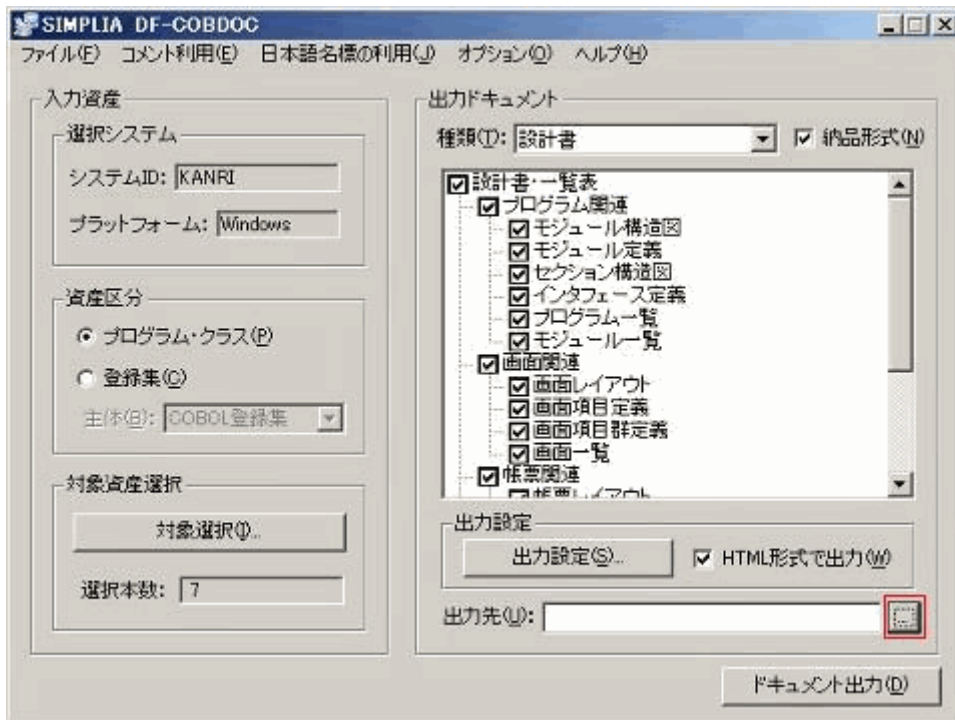 SIMPLIA DF-COBDOC
ファイル(F) コメント利用(E) 日本語名標の利用(J) オプション(O) ヘルプ(H)
入力資産
選択システム
システムID: KANRI
プラットフォーム: Windows
資産区分
プログラム・クラス(P)
登録集(C)
主体(B): COBOL登録集
対象資産選択
対象選択(I)...
選択本数: 7
出力ドキュメント
種類(T): 設計書
納品形式(N)
設計書・一覧表
プログラム関連
モジュール構造図
モジュール定義
セクション構造図
インタフェース定義
プログラム一覧
モジュール一覧
画面関連
画面レイアウト
画面項目定義
画面項目群定義
画面一覧
帳票関連
帳票レイアウト
出力設定
出力設定(S)...
HTML形式で出力(W)
出力先(U):
...
ドキュメント出力(D)